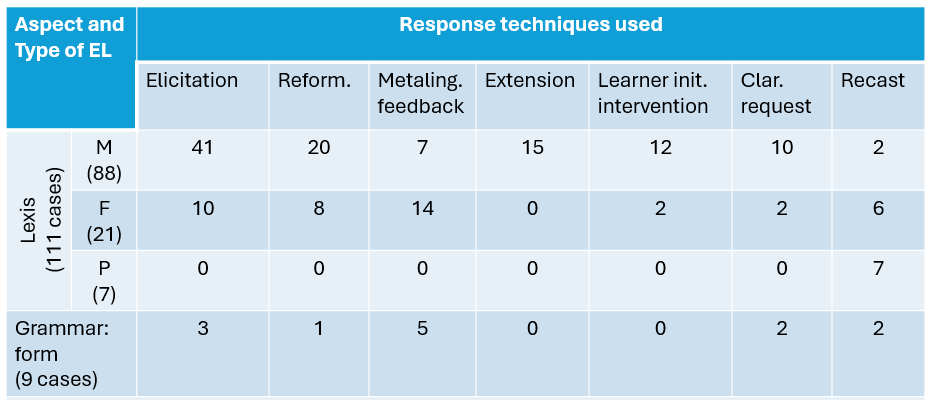 Aspect and Type of EL
Response techniques used
Elicitation
Reform.
Metaling. feedback
Extension
Learner init. intervention
Clar. request
Recast
Lexis (111 cases)
M (88)
41
20
7
15
12
10
2
F (21)
10
8
14
0
2
2
6
P (7)
0
0
0
0
0
0
7
Grammar: form (9 cases)
3
1
5
0
0
2
2